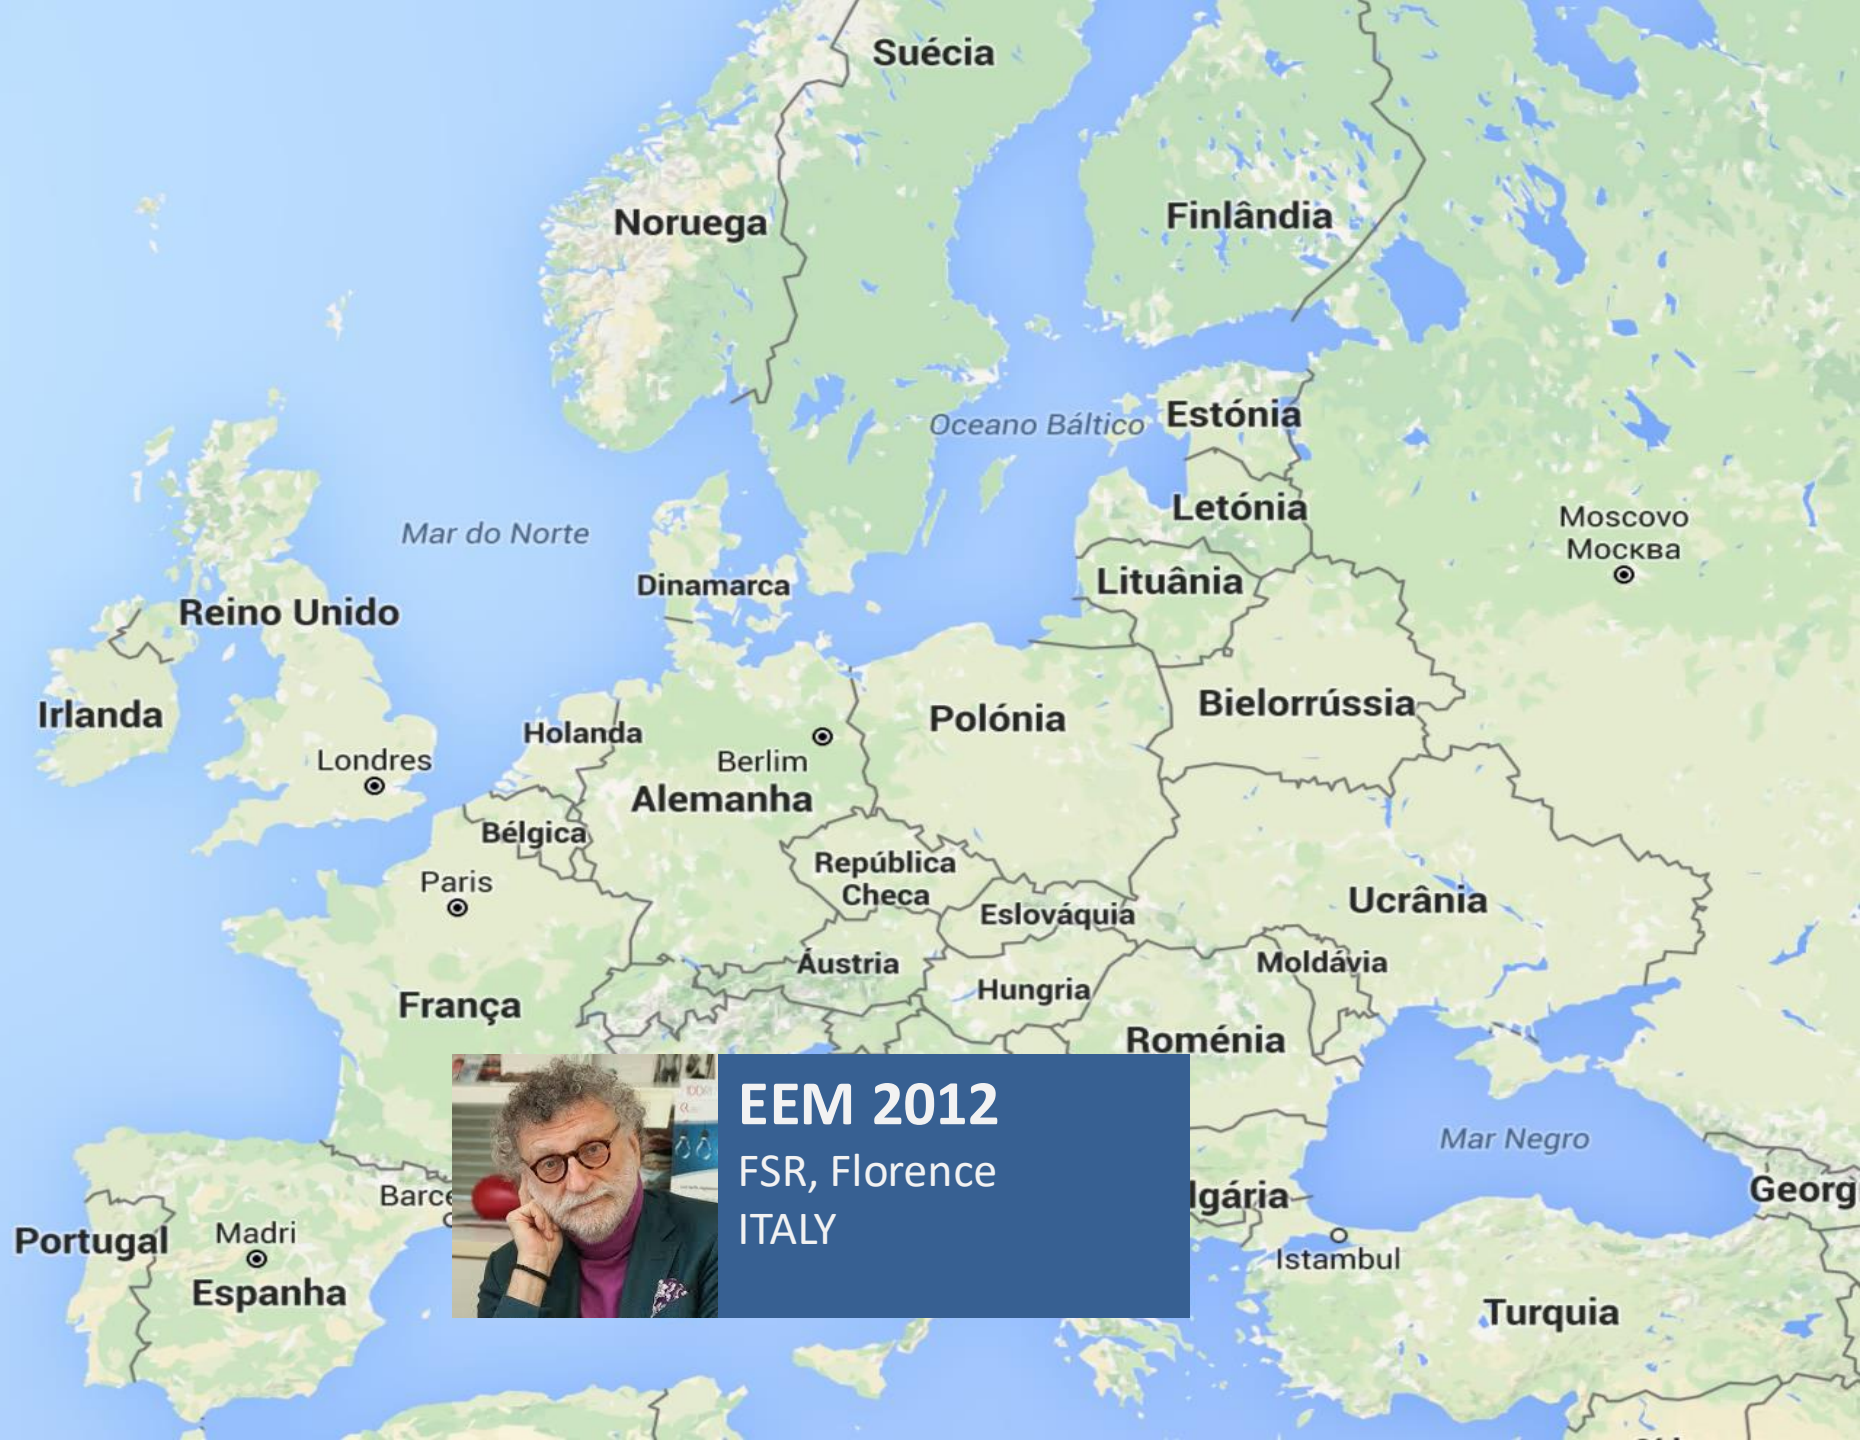 Suécia
Noruega
Finlândia
Oceano Báltico
Estónia
Letónia
Moscovo
Москва
Mar do Norte
Dinamarca
Lituânia
Reino Unido
Irlanda
Holanda
Polónia
Bielorrússia
Londres
Berlim
Alemanha
Bélgica
República
Checa
Paris
Eslováquia
Ucrânia
Áustria
Moldávia
Hungria
França
Roménia
EEM 2012
FSR, Florence
ITALY
Mar Negro
Barce
lgária
Georg
Portugal
Madri
Espanha
Istambul
Turquia